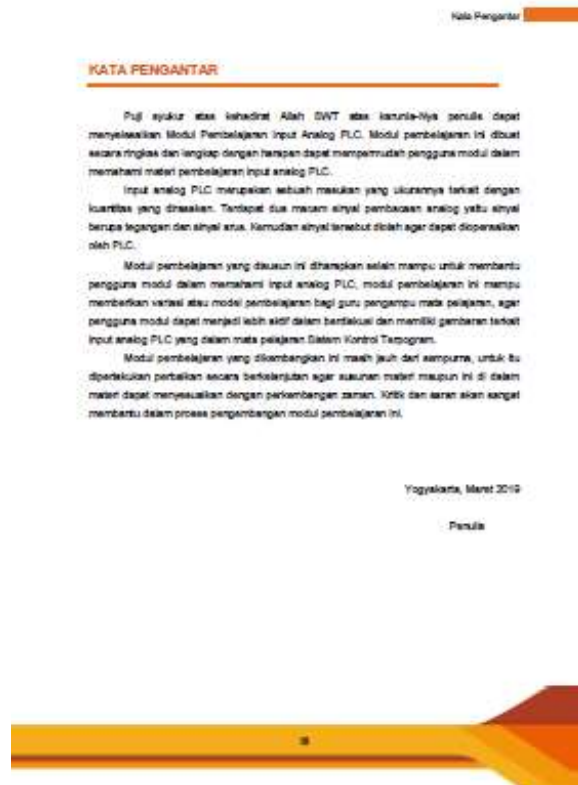 Kata Pengantar
KATA PENGANTAR
Puji syukur atas kehadirat Allah SWT atas karunia-Nya penulis dapat
menyelesaikan Modul Pembelajaran Input Analog PLC. Modul pembelajaran ini dibuat
secara ringkas dan lengkap dengan harapan dapat mempermudah pengguna modul dalam
memahami materi pembelajaran input analog PLC.
Input analog PLC merupakan sebuah masukan yang ukurannya terkait dengan
kuantitas yang dirasakan. Terdapat dua macam sinyal pembacaan analog yaitu sinyal
berupa tegangan dan sinyal arus. Kemudian sinyal tersebut diolah agar dapat dioperasikan
oleh PLC.
Modul pembelajaran yang disusun ini diharapkan selain mampu untuk membantu
pengguna modul dalam memahami input analog PLC, modul pembelajaran ini mampu
memberikan variasi atau model pembelajaran bagi guru pengampu mata pelajaran, agar
pengguna modul dapat menjadi lebih aktif dalam berdiskusi dan memiliki gambaran terkait
input analog PLC yang dalam mata pelajaran Sistem Kontrol Terpogram.
Modul pembelajaran yang dikembangkan ini masih jauh dari sempurna, untuk itu
diperlakukan perbaikan secara berkelanjutan agar susunan materi maupun ini di dalam
materi dapat menyesuaikan dengan perkembangan zaman. Kritik dan saran akan sangat
membantu dalam proses pengembangan modul pembelajaran ini.
Yogyakarta, Maret 2019
Penulis